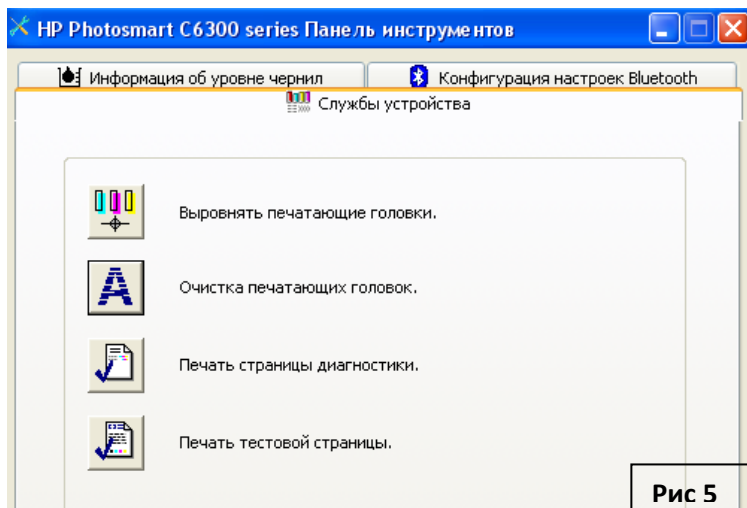 HP Photosmart C6300 series Панель инструментов
Информация об уровне чернил
Конфигурация настроек Bluetooth
Службы устройства
Выровнять печатающие головки.
Очистка печатающих головок.
Печать страницы диагностики.
Печать тестовой страницы.
Рис 5